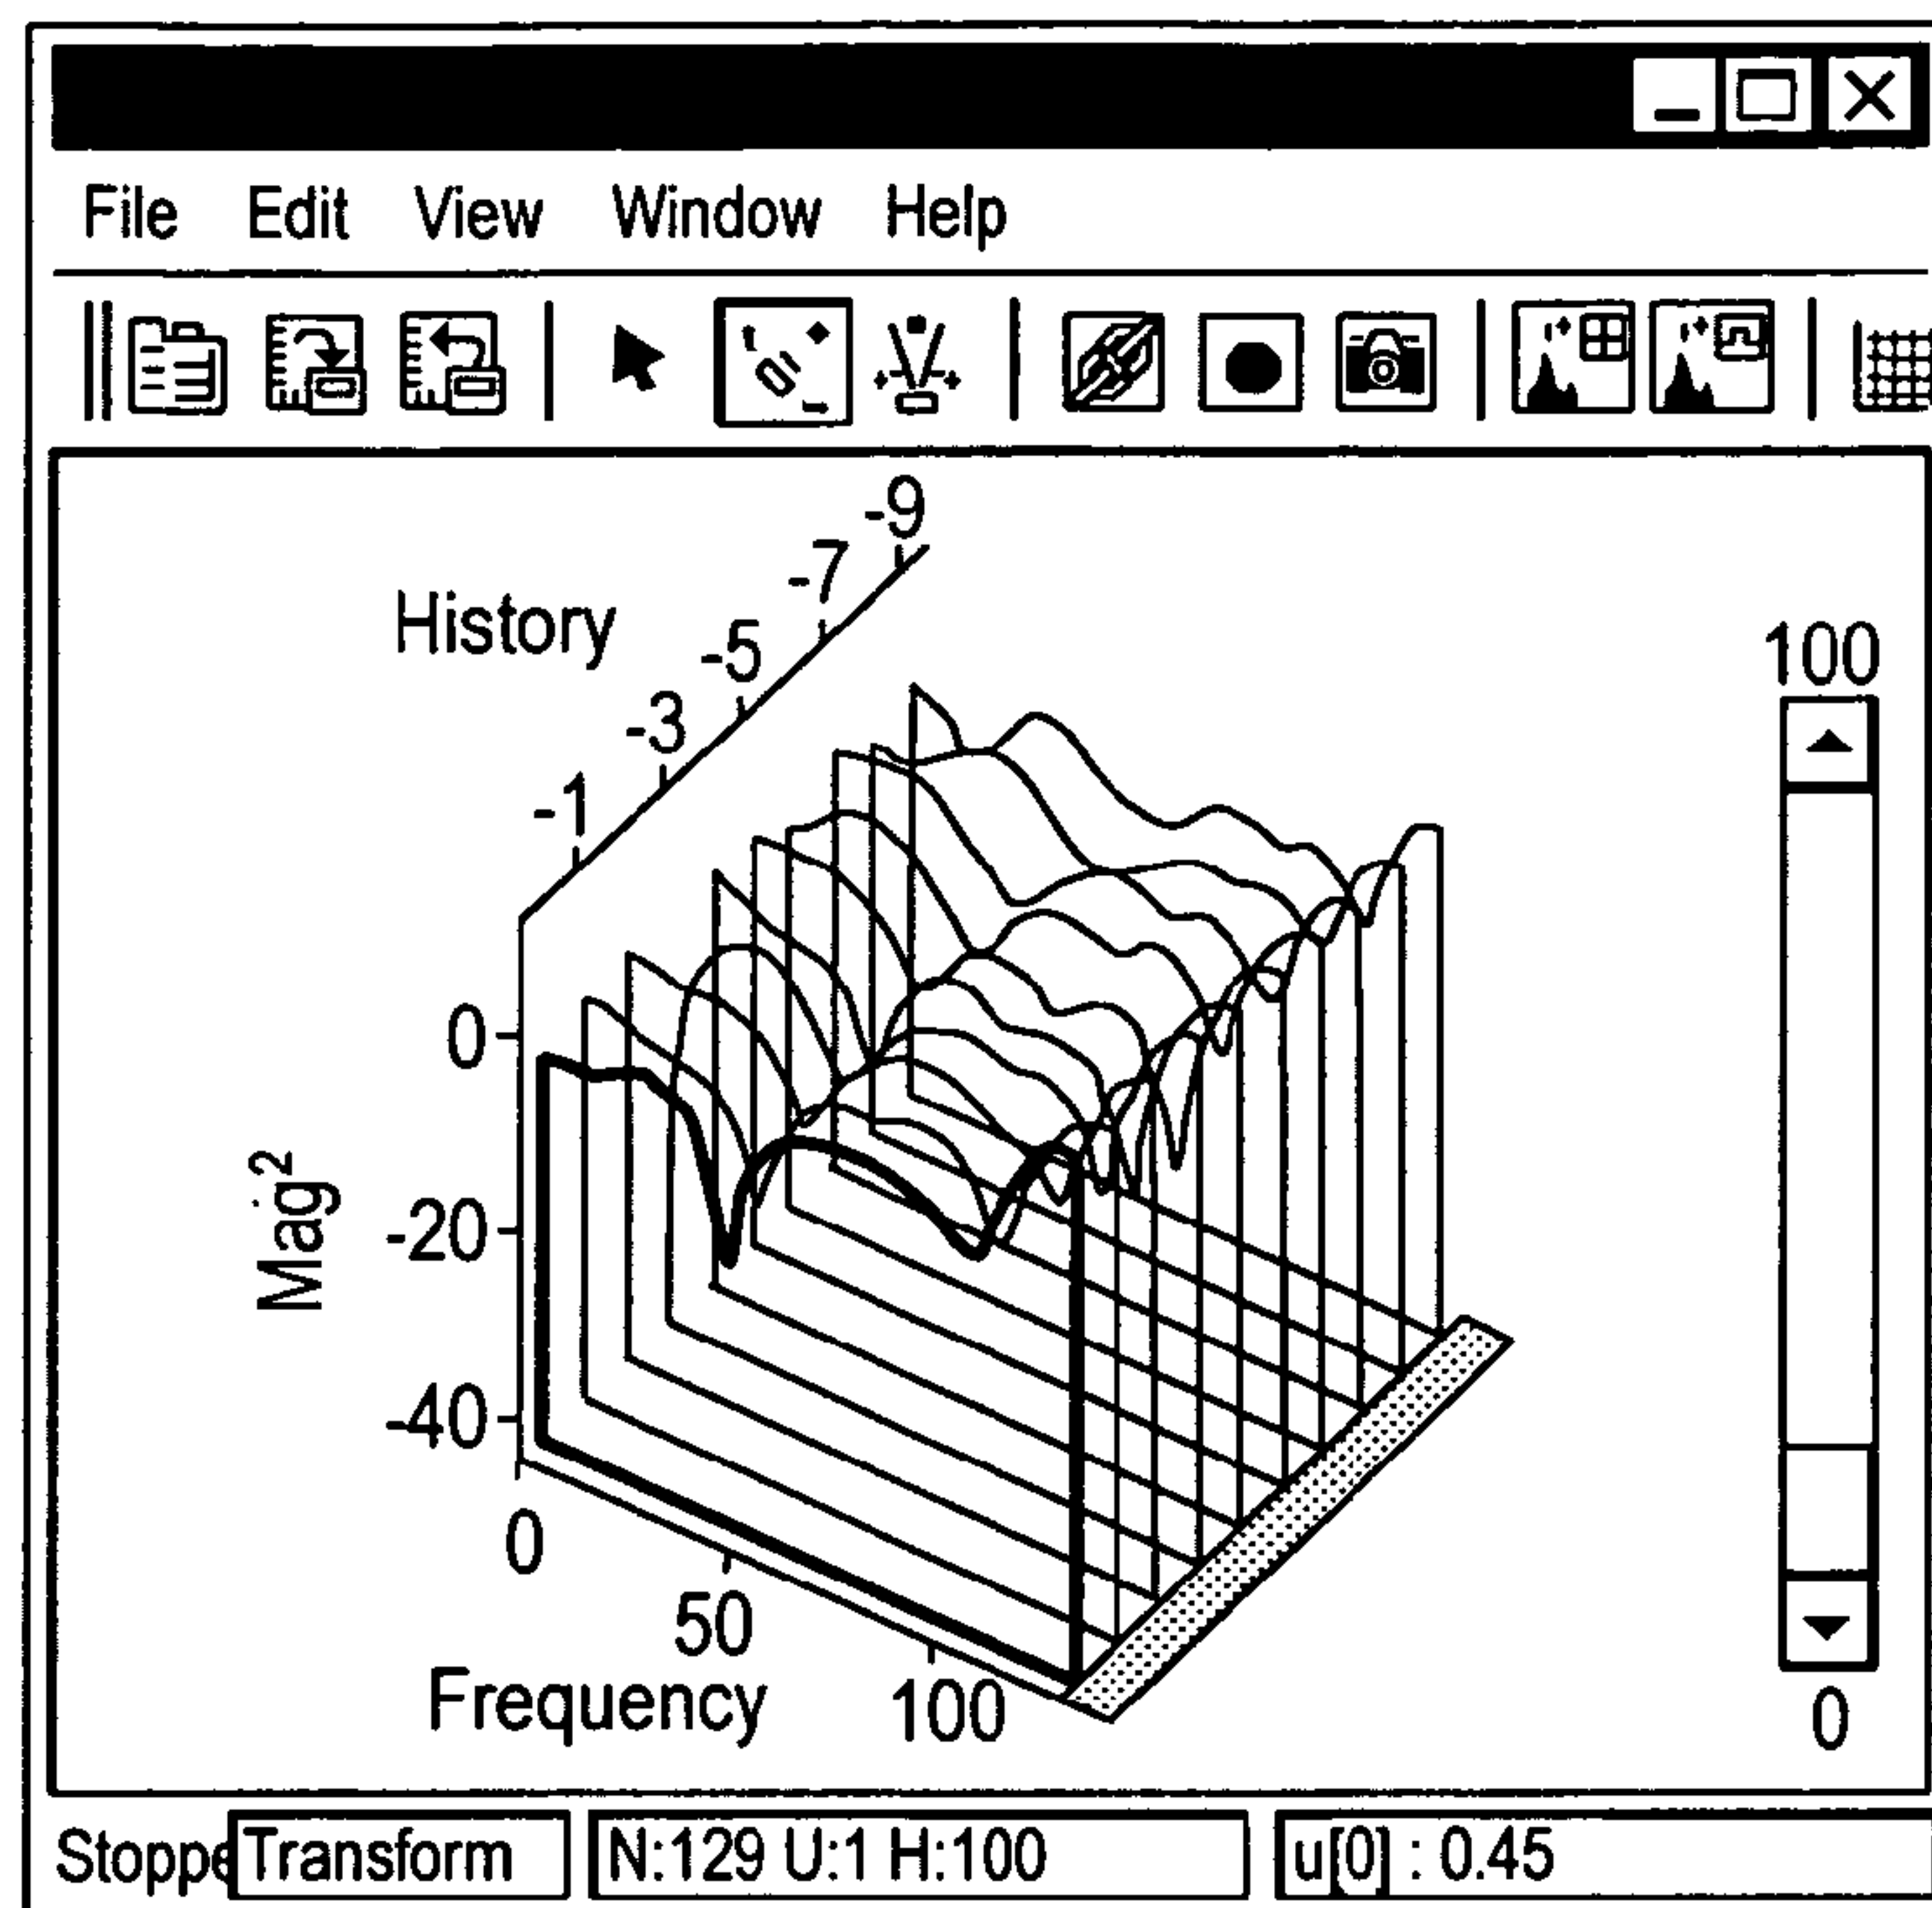 File Edit View Window Help
-9
-7
History
-5
100
-3
-1
0
Mag²
-20
-40
0
50
Frequency
100
0
Stoppe Transform N:129 U:1 H:100 u[0] : 0.45